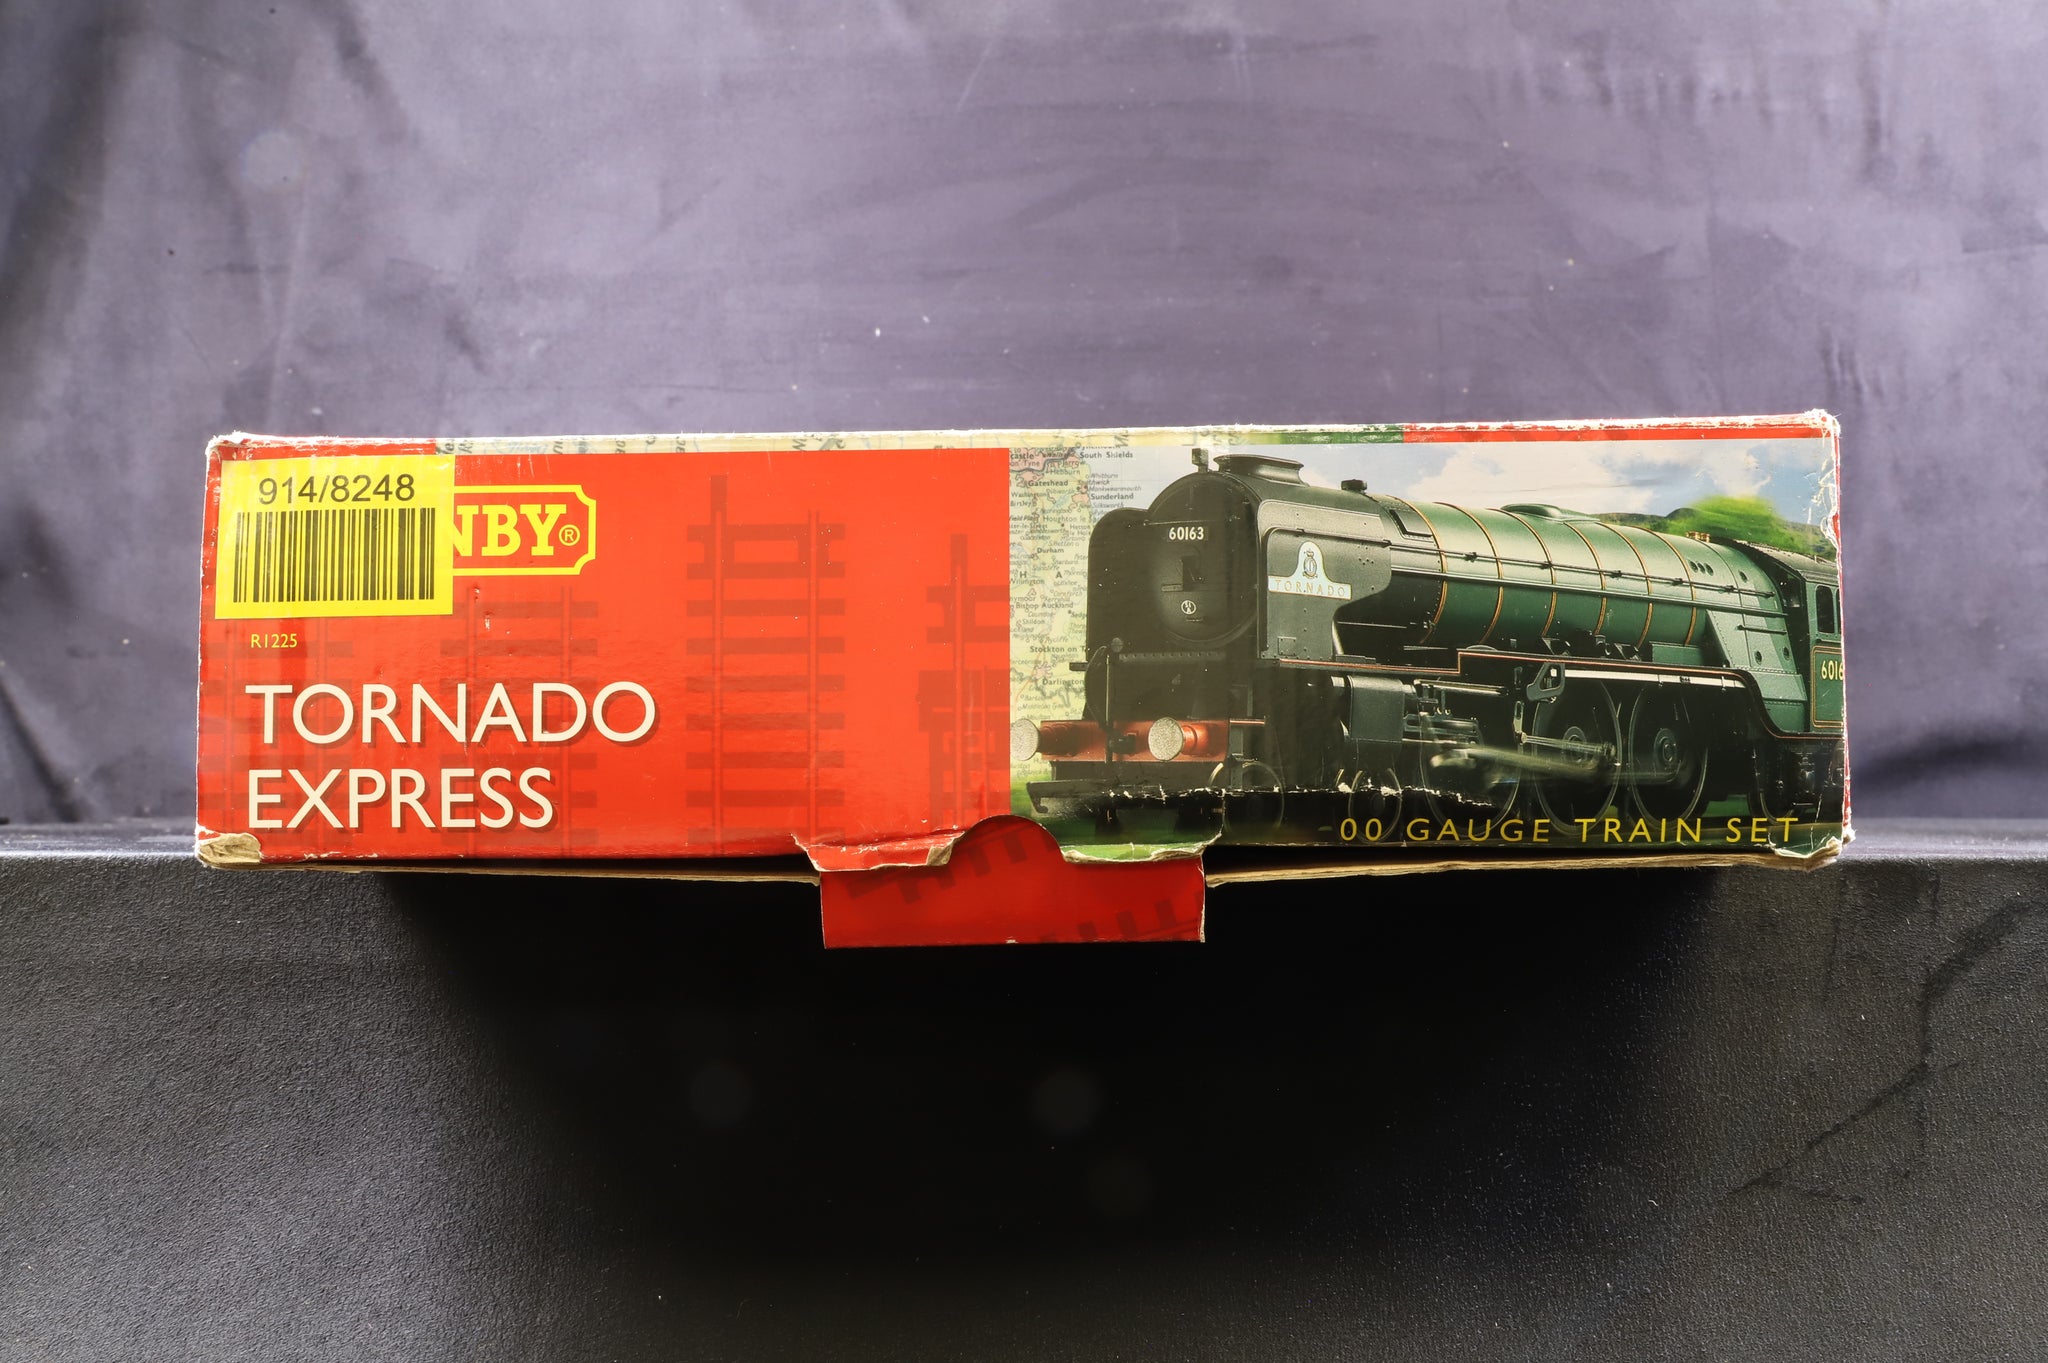 914/8248
NBY®
R1225
TORNADO
EXPRESS
South Shields
Gateshead
Sunderland
Durham
Bishop Auckland
Stockton on T
Darlington
60163
TORNADO
6016
00 GAUGE TRAIN SET